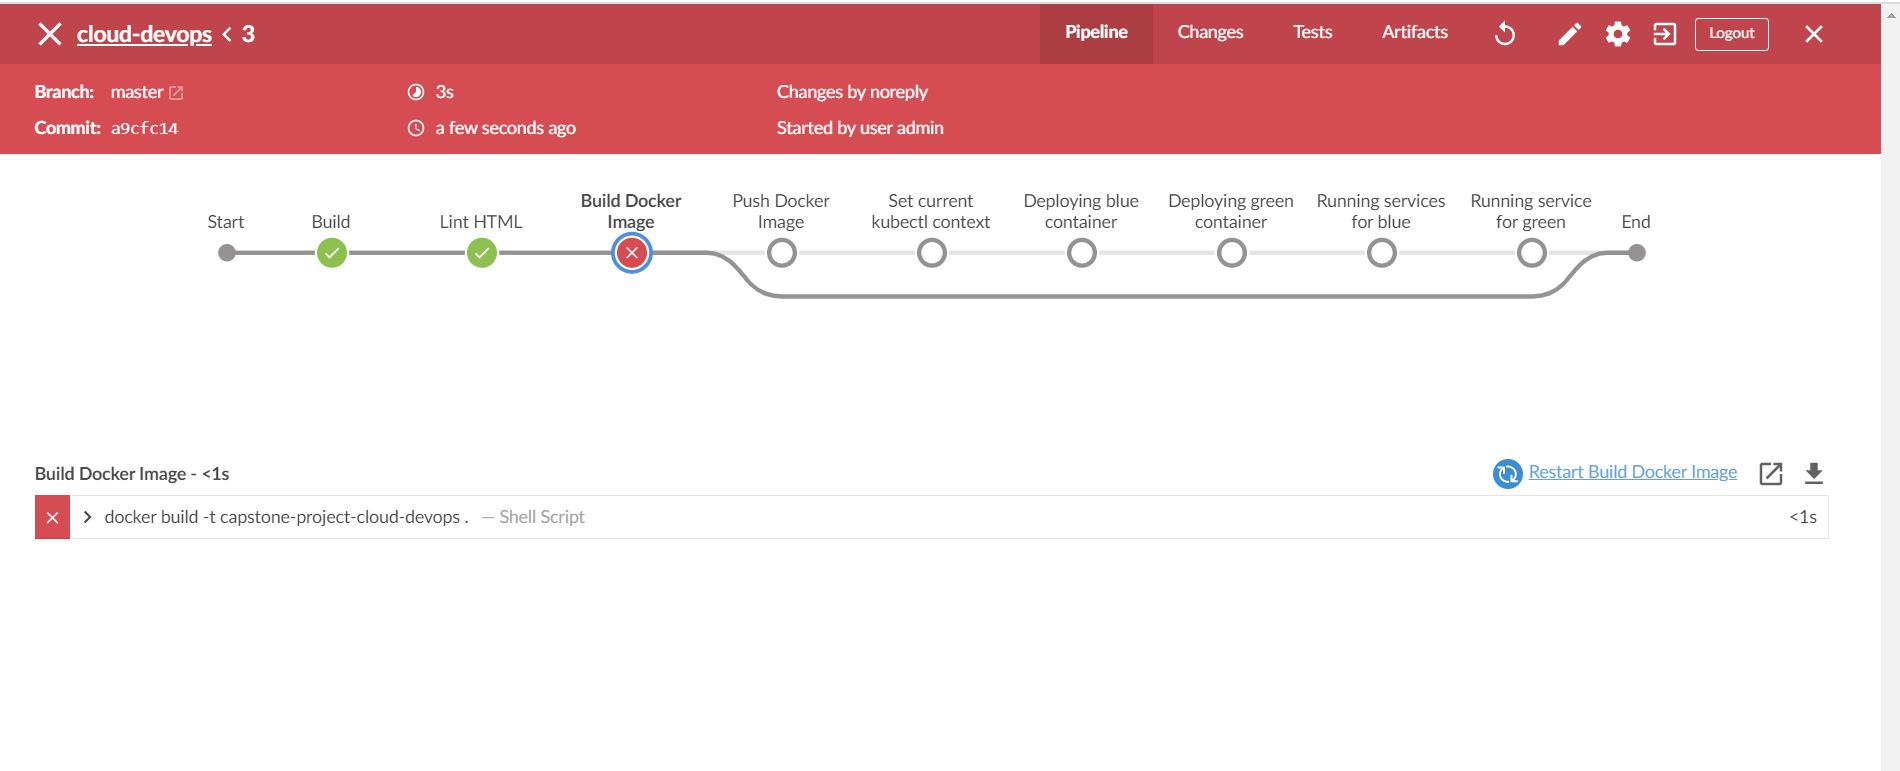 cloud-devops < 3
Pipeline
Changes
Tests
Artifacts
Logout
Branch: master
3s
Changes by noreply
Commit: a9cfc14
a few seconds ago
Started by user admin
Start
Build
Lint HTML
Build Docker
Image
Push Docker
Image
Set current
kubectl context
Deploying blue
container
Deploying green
container
Running services
for blue
Running service
for green
End
Build Docker Image - <1s
Restart Build Docker Image
docker build -t capstone-project-cloud-devops . — Shell Script
<1s